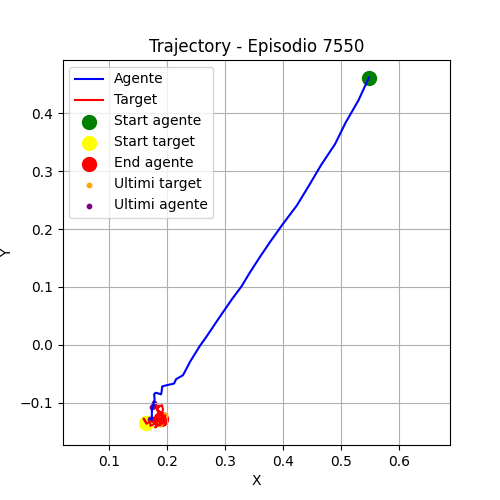 Trajectory - Episodio 7550
Agente
Target
Start agente
Start target
End agente
Ultimi target
Ultimi agente
Y
0.4
0.3
0.2
0.1
0.0
−0.1
0.1 0.2 0.3 0.4 0.5 0.6
X